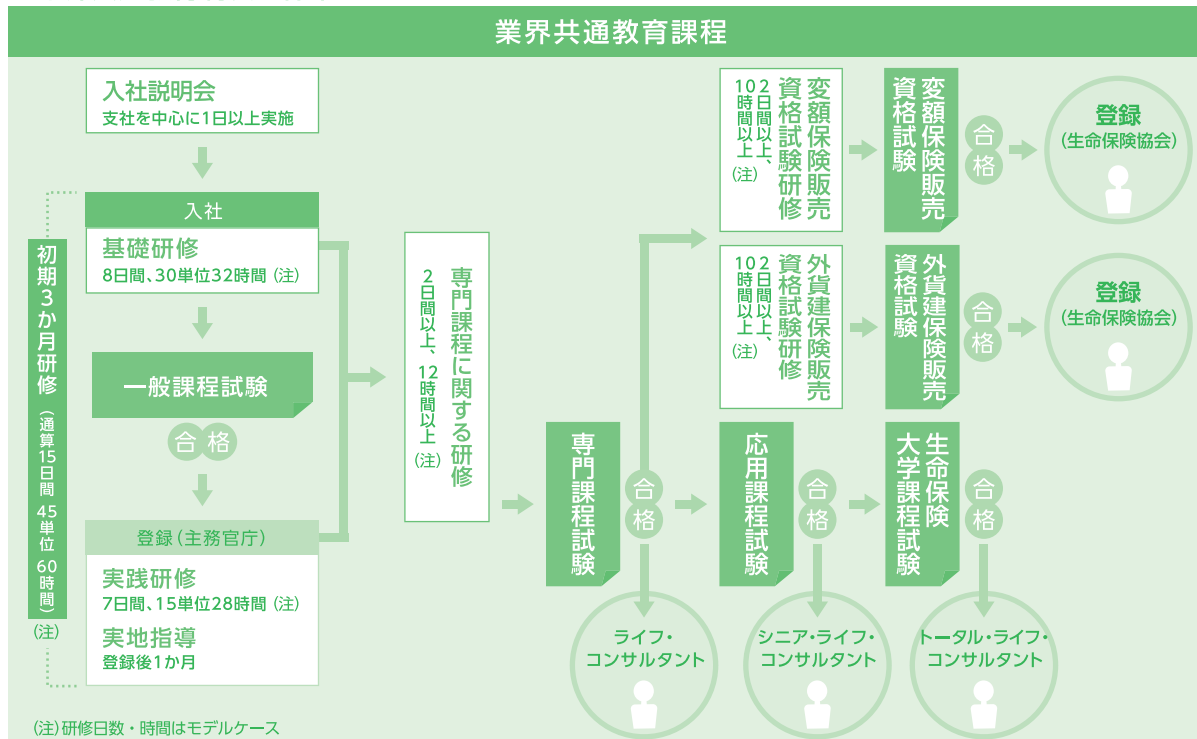 業界共通教育課程
入社説明会
支社を中心に1日以上実施
入社
基礎研修
8日間、30単位32時間（注）
一般課程試験
合格
登録（主務官庁）
実践研修
7日間、15単位28時間（注）
実地指導
登録後1か月
初期3か月研修（通算15日間 45単位 60時間）
（注）
専門課程に関する研修
2日間以上、12時間以上（注）
専門課程試験
合格
ライフ・
コンサルタント
変額保険販売
資格試験研修
2日間以上、
10時間以上（注）
変額保険販売
資格試験
合格
登録
（生命保険協会）
外貨建保険販売
資格試験研修
2日間以上、
10時間以上（注）
外貨建保険販売
資格試験
合格
登録
（生命保険協会）
応用課程試験
合格
シニア・ライフ・
コンサルタント
生命保険
大学課程試験
合格
トータル・ライフ・
コンサルタント
（注）研修日数・時間はモデルケース